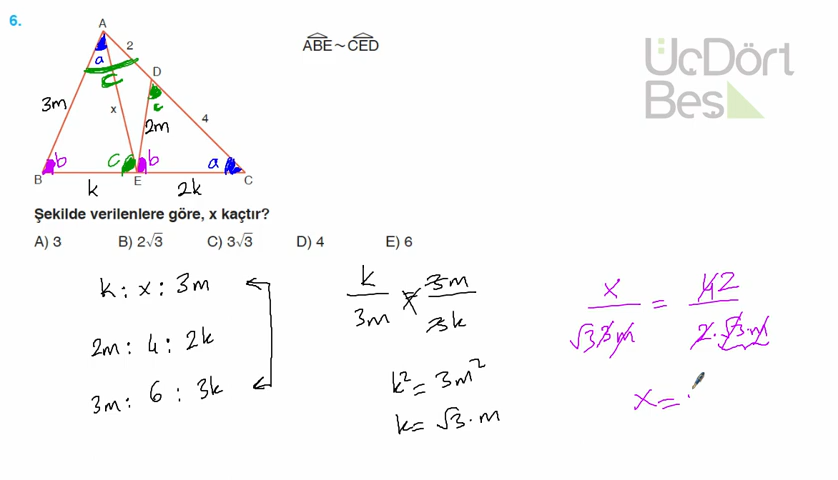 6.
ABE ~ CED
ÜçDört
Beş
A
2
a
c
D
3m
x
c
4
2m
b
c
b
a
B
E
C
k
2k
Şekilde verilenlere göre, x kaçtır?
A) 3 B) 2√3 C) 3√3 D) 4 E) 6
k : x : 3m
2m : 4 : 2k
3m : 6 : 3k
k/3m × 3m/3k
k² = 3m²
k = √3 · m
x/√3 3m = 4 2/2 · √3 · m
x =